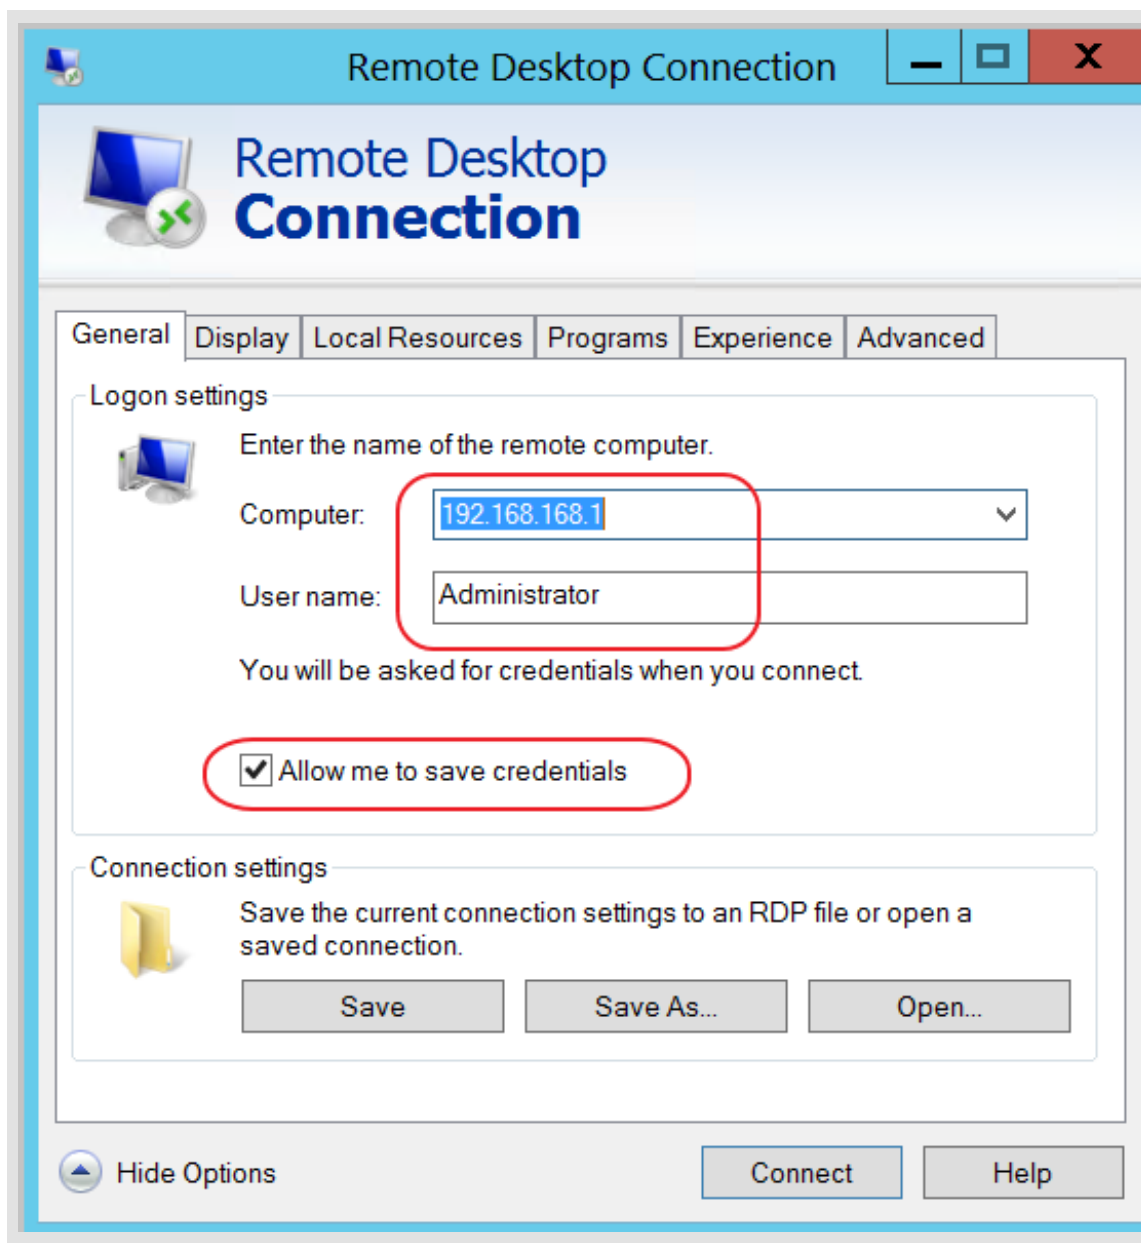 Remote Desktop Connection
X
Remote Desktop
Connection
General Display Local Resources Programs Experience Advanced
Logon settings
Enter the name of the remote computer.
Computer: 192.168.168.1
User name: Administrator
You will be asked for credentials when you connect.
Allow me to save credentials
Connection settings
Save the current connection settings to an RDP file or open a
saved connection.
Save Save As... Open...
Hide Options Connect Help